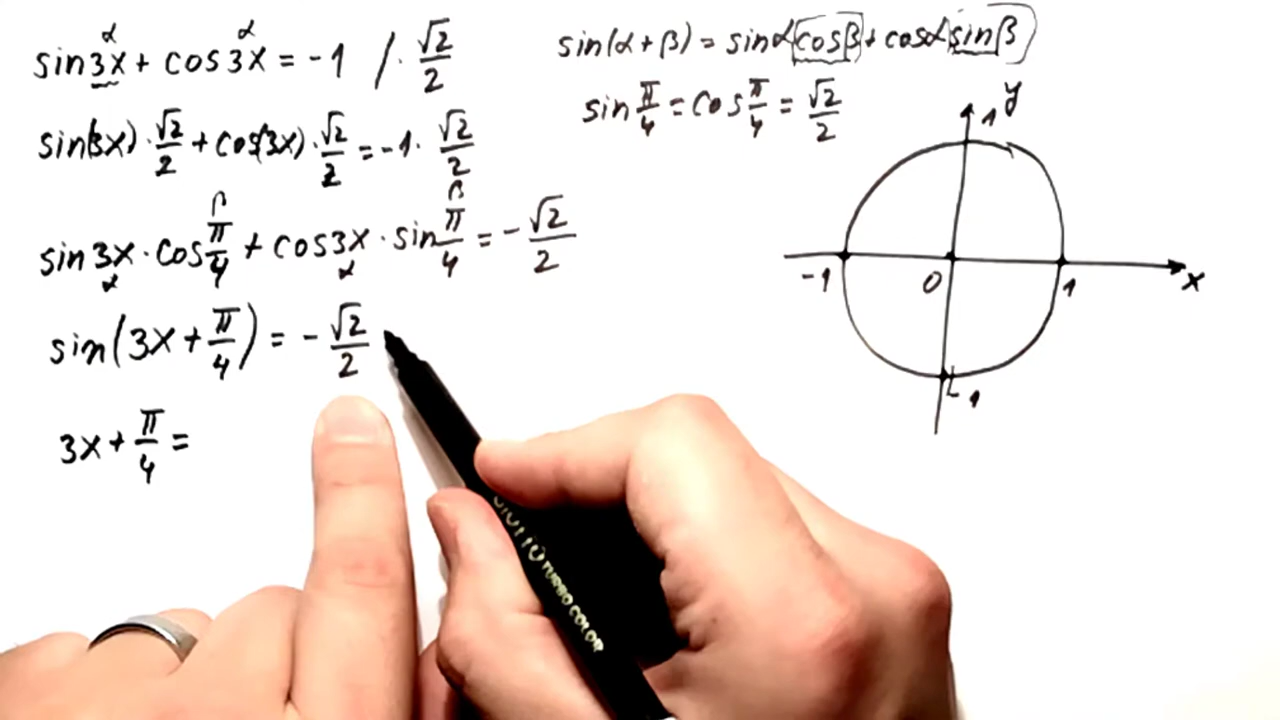 α α
sin3x + cos3x = -1 / · √2/2
sin(3x) · √2/2 + cos(3x) · √2/2 = -1 · √2/2
β β
sin3x · cos π/4 + cos3x · sin π/4 = - √2/2
α α
sin(3x + π/4) = - √2/2
3x + π/4 =
sin(α + β) = sinα cosβ + cosα sinβ
sin π/4 = cos π/4 = √2/2
1 y
-1 0 1 x
-1
TURBO COLOR